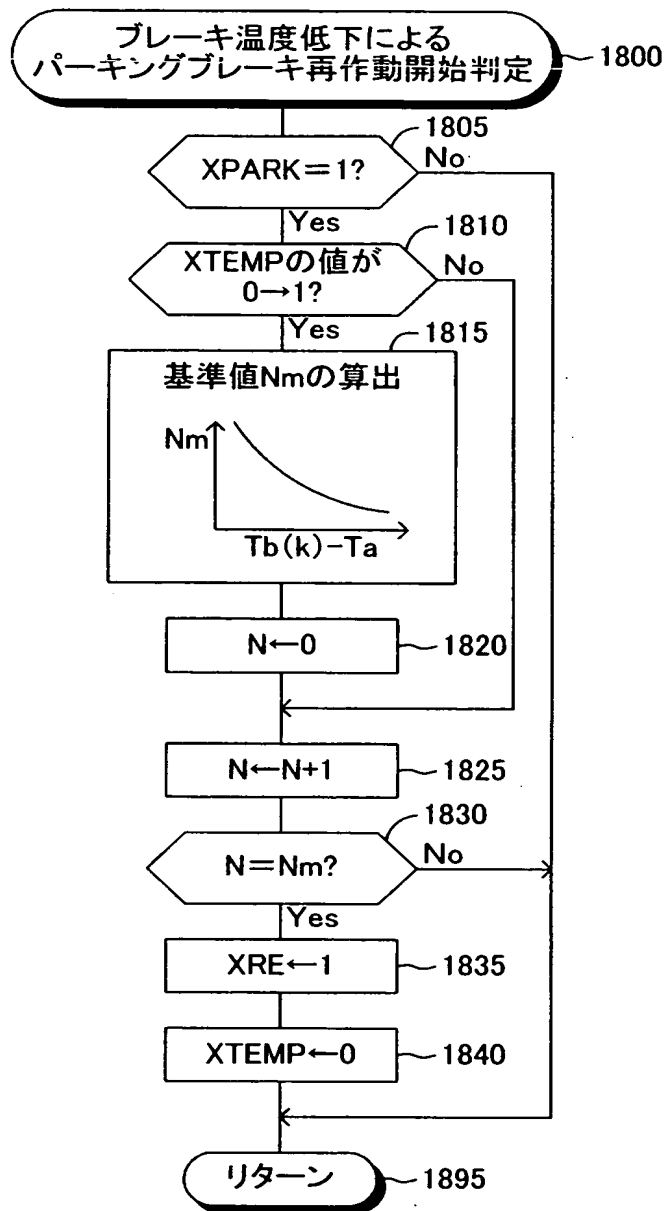 ブレーキ温度低下による
パーキングブレーキ再作動開始判定
1800
1805
XPARK=1?
No
Yes
1810
XTEMPの値が
0→1?
No
Yes
1815
基準値Nmの算出
Nm
Tb(k)-Ta
N←0
1820
N←N+1
1825
1830
N=Nm?
No
Yes
XRE←1
1835
XTEMP←0
1840
リターン
1895